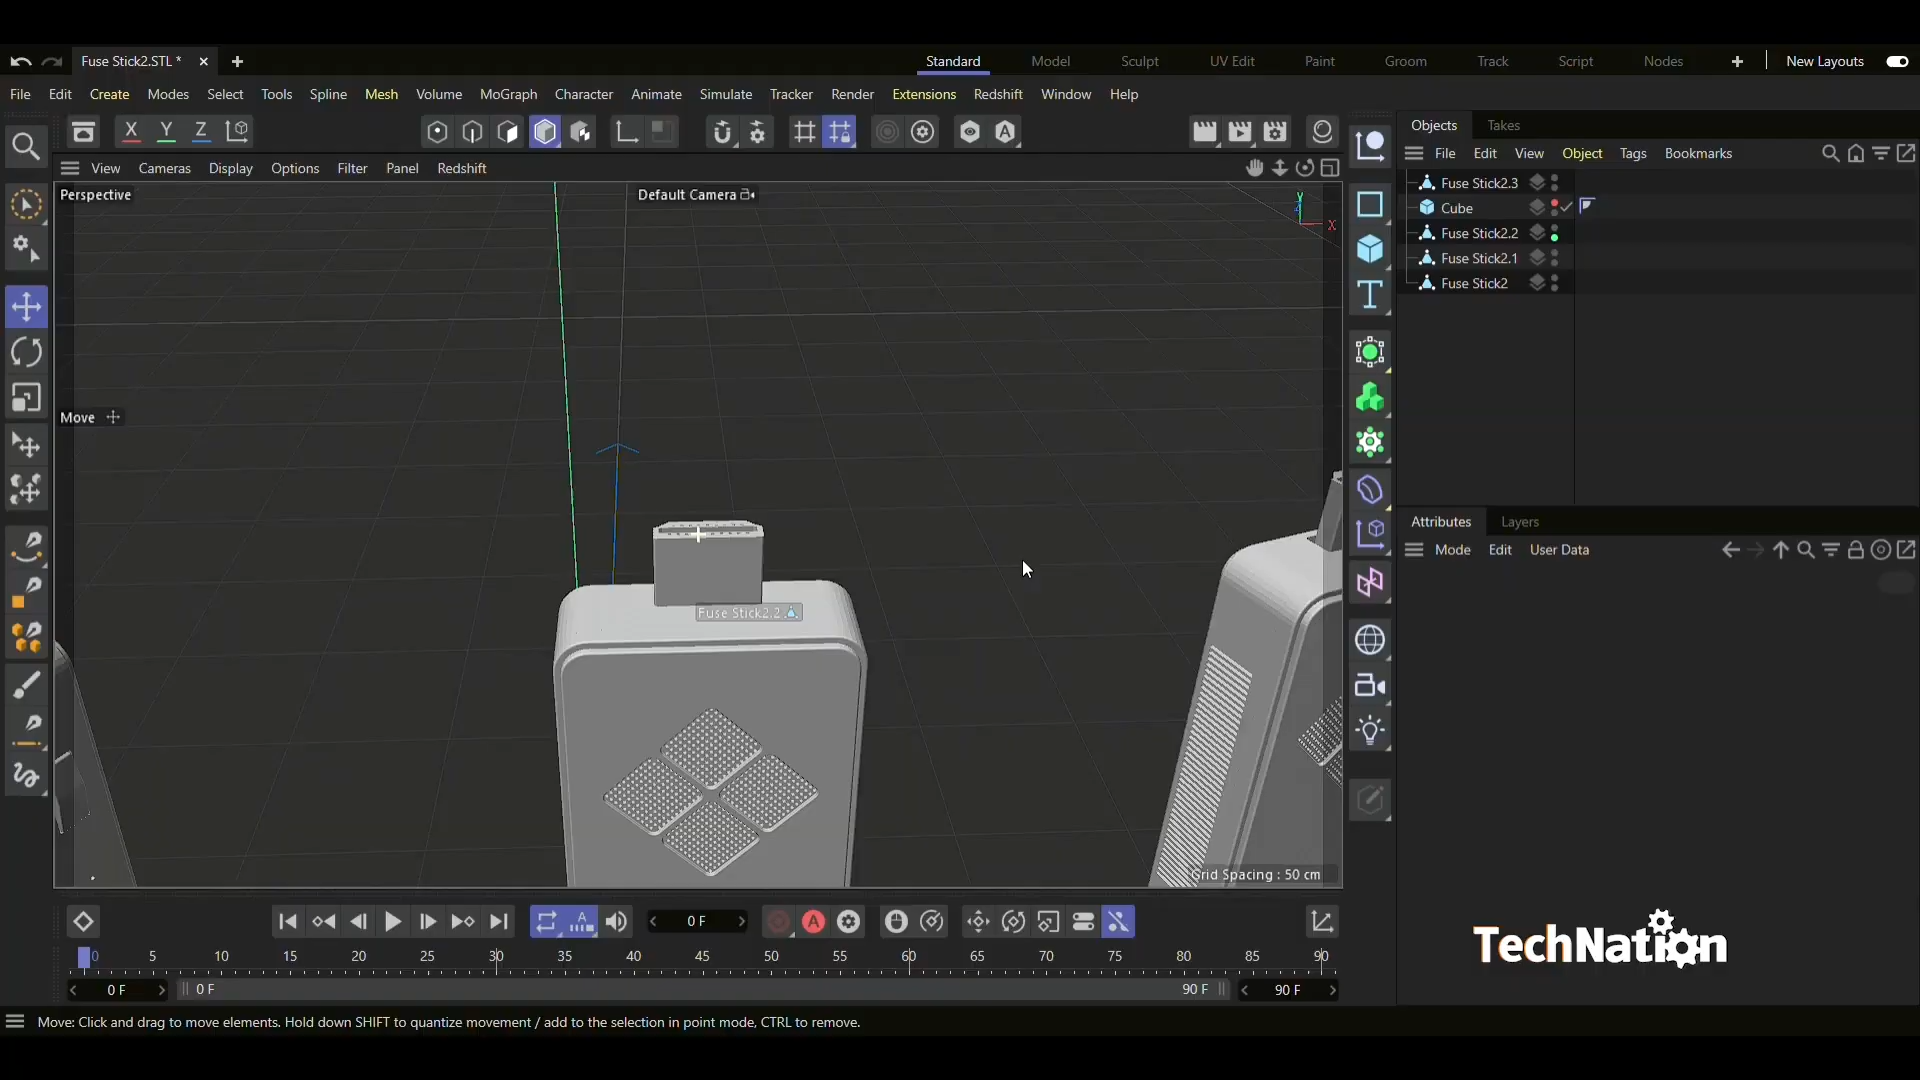 Fuse Stick2.STL *
Standard
Model
Sculpt
UV Edit
Paint
Groom
Track
Script
Nodes
New Layouts
File
Edit
Create
Modes
Select
Tools
Spline
Mesh
Volume
MoGraph
Character
Animate
Simulate
Tracker
Render
Extensions
Redshift
Window
Help
X
Y
Z
Objects
Takes
File
Edit
View
Object
Tags
Bookmarks
View
Cameras
Display
Options
Filter
Panel
Redshift
Perspective
Default Camera
Y
Z
X
Fuse Stick2.3
Cube
Fuse Stick2.2
Fuse Stick2.1
Fuse Stick2
Move
Fuse Stick2.2
Attributes
Layers
Mode
Edit
User Data
Grid Spacing : 50 cm
0 F
0 5 10 15 20 25 30 35 40 45 50 55 60 65 70 75 80 85 90
0 F
0 F
90 F
90 F
TechNation
Move: Click and drag to move elements. Hold down SHIFT to quantize movement / add to the selection in point mode, CTRL to remove.